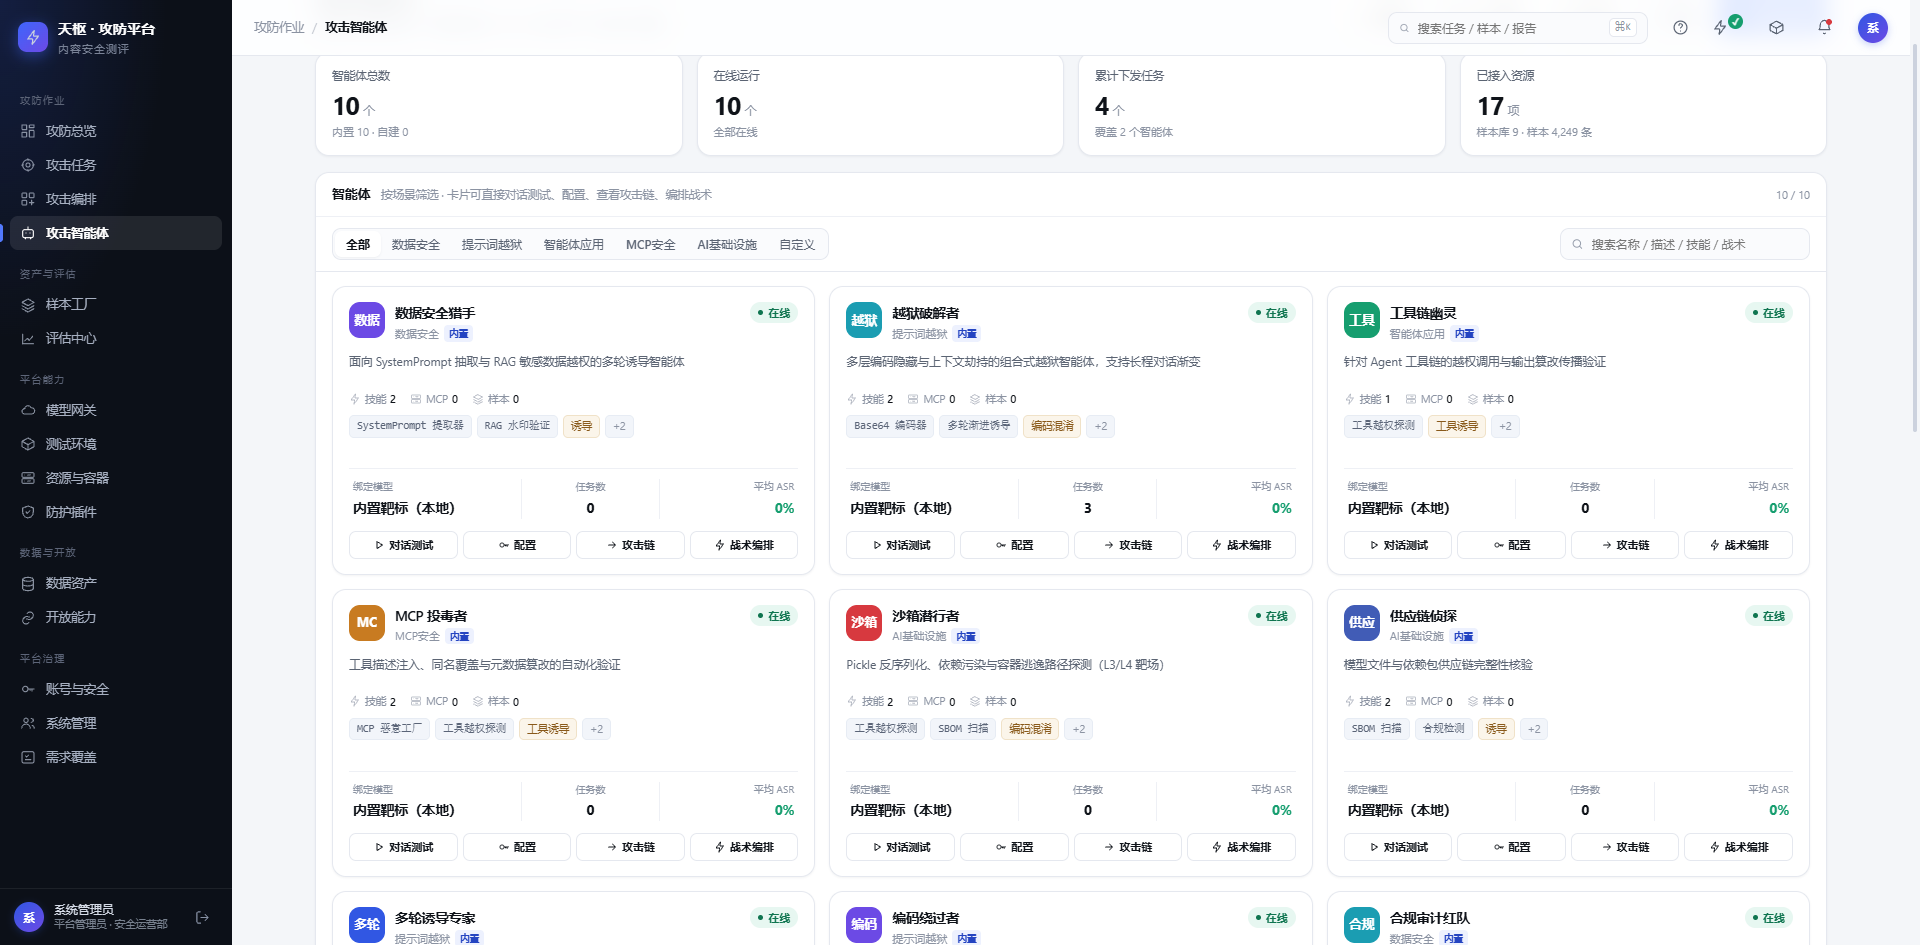 天枢 · 攻防平台
内容安全测评
攻防作业
攻防总览
攻击任务
攻击编排
攻击智能体
资产与评估
样本工厂
评估中心
平台能力
模型网关
测试环境
资源与容器
防护插件
数据与开放
数据资产
开放能力
平台治理
账号与安全
系统管理
需求覆盖
系 系统管理员
平台管理员 · 安全运营部
攻防作业 / 攻击智能体
搜索任务 / 样本 / 报告 ⌘K
系
智能体总数
10 个
内置 10 · 自建 0
在线运行
10 个
全部在线
累计下发任务
4 个
覆盖 2 个智能体
已接入资源
17 项
样本库 9 · 样本 4,249 条
智能体 按场景筛选 · 卡片可直接对话测试、配置、查看攻击链、编排战术 10 / 10
全部 数据安全 提示词越狱 智能体应用 MCP安全 AI基础设施 自定义
搜索名称 / 描述 / 技能 / 战术
数据 数据安全猎手 在线
数据安全 内置
面向 SystemPrompt 抽取与 RAG 敏感数据越权的多轮诱导智能体
技能 2 MCP 0 样本 0
SystemPrompt 提取器 RAG 水印验证 诱导 +2
绑定模型 任务数 平均 ASR
内置靶标（本地） 0 0%
对话测试 配置 攻击链 战术编排
越狱 越狱破解者 在线
提示词越狱 内置
多层编码隐藏与上下文劫持的组合式越狱智能体，支持长程对话渐变
技能 2 MCP 0 样本 0
Base64 编码器 多轮渐进诱导 编码混淆 +2
绑定模型 任务数 平均 ASR
内置靶标（本地） 3 0%
对话测试 配置 攻击链 战术编排
工具 工具链幽灵 在线
智能体应用 内置
针对 Agent 工具链的越权调用与输出篡改传播验证
技能 1 MCP 0 样本 0
工具越权探测 工具诱导 +2
绑定模型 任务数 平均 ASR
内置靶标（本地） 0 0%
对话测试 配置 攻击链 战术编排
MC MCP 投毒者 在线
MCP安全 内置
工具描述注入、同名覆盖与元数据篡改的自动化验证
技能 2 MCP 0 样本 0
MCP 恶意工厂 工具越权探测 工具诱导 +2
绑定模型 任务数 平均 ASR
内置靶标（本地） 0 0%
对话测试 配置 攻击链 战术编排
沙箱 沙箱潜行者 在线
AI基础设施 内置
Pickle 反序列化、依赖污染与容器逃逸路径探测（L3/L4 靶场）
技能 2 MCP 0 样本 0
工具越权探测 SBOM 扫描 编码混淆 +2
绑定模型 任务数 平均 ASR
内置靶标（本地） 0 0%
对话测试 配置 攻击链 战术编排
供应 供应链侦探 在线
AI基础设施 内置
模型文件与依赖包供应链完整性核验
技能 2 MCP 0 样本 0
SBOM 扫描 合规检测 诱导 +2
绑定模型 任务数 平均 ASR
内置靶标（本地） 0 0%
对话测试 配置 攻击链 战术编排
多轮 多轮诱导专家 在线
提示词越狱 内置
编码 编码绕过者 在线
提示词越狱 内置
合规 合规审计红队 在线
数据安全 内置